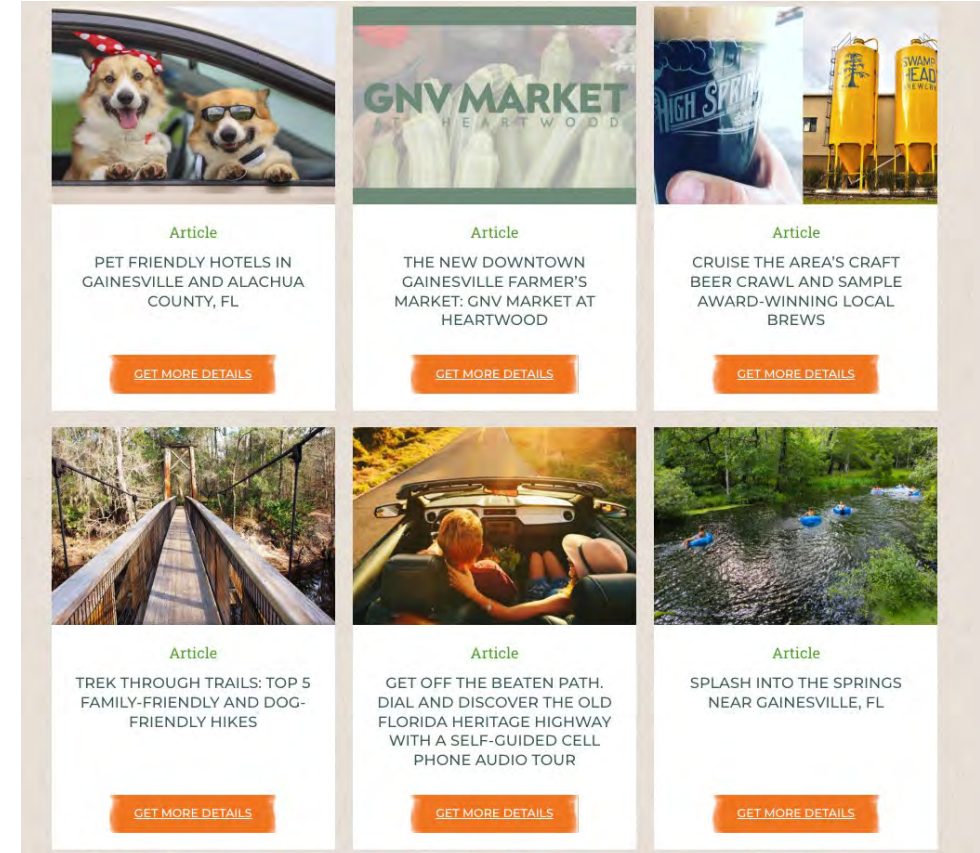 GNV MARKET
AT HEARTWOOD
HIGH SPRI
SWAMP
HEAD
Article
PET FRIENDLY HOTELS IN
GAINESVILLE AND ALACHUA
COUNTY, FL
GET MORE DETAILS
Article
THE NEW DOWNTOWN
GAINESVILLE FARMER’S
MARKET: GNV MARKET AT
HEARTWOOD
GET MORE DETAILS
Article
CRUISE THE AREA’S CRAFT
BEER CRAWL AND SAMPLE
AWARD-WINNING LOCAL
BREWS
GET MORE DETAILS
Article
TREK THROUGH TRAILS: TOP 5
FAMILY-FRIENDLY AND DOG-
FRIENDLY HIKES
GET MORE DETAILS
Article
GET OFF THE BEATEN PATH.
DIAL AND DISCOVER THE OLD
FLORIDA HERITAGE HIGHWAY
WITH A SELF-GUIDED CELL
PHONE AUDIO TOUR
GET MORE DETAILS
Article
SPLASH INTO THE SPRINGS
NEAR GAINESVILLE, FL
GET MORE DETAILS